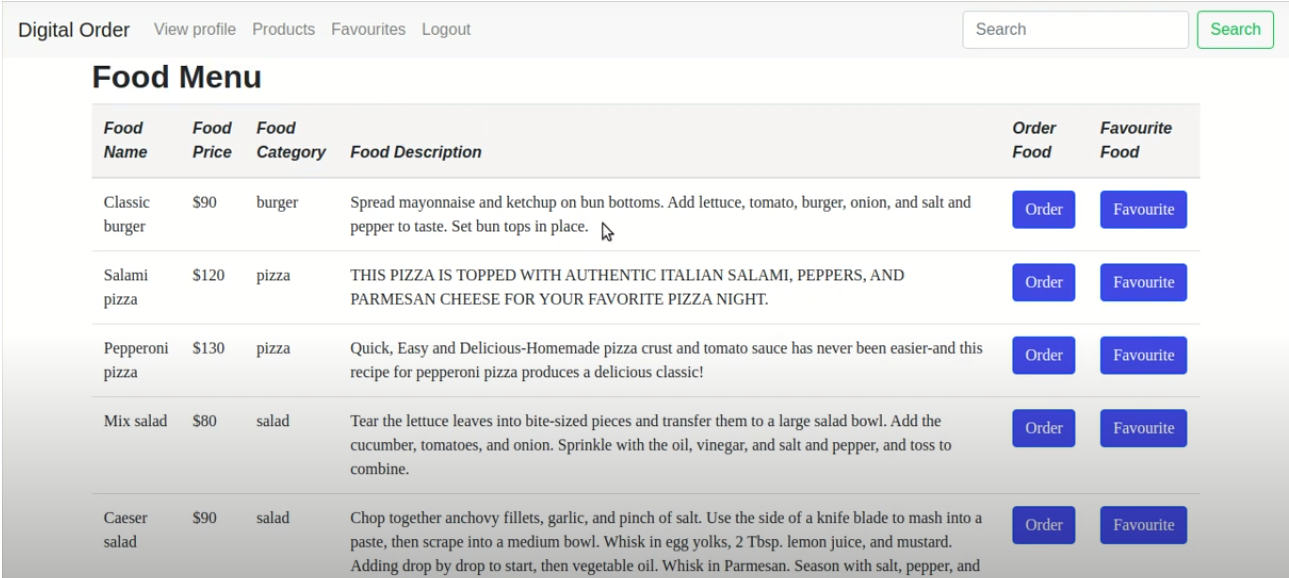 Digital Order View profile Products Favourites Logout Search Search
Food Menu
Food Food Food Order Favourite
Name Price Category Food Description Food Food
Classic $90 burger Spread mayonnaise and ketchup on bun bottoms. Add lettuce, tomato, burger, onion, and salt and Order Favourite
burger pepper to taste. Set bun tops in place.
Salami $120 pizza THIS PIZZA IS TOPPED WITH AUTHENTIC ITALIAN SALAMI, PEPPERS, AND Order Favourite
pizza PARMESAN CHEESE FOR YOUR FAVORITE PIZZA NIGHT.
Pepperoni $130 pizza Quick, Easy and Delicious-Homemade pizza crust and tomato sauce has never been easier-and this Order Favourite
pizza recipe for pepperoni pizza produces a delicious classic!
Mix salad $80 salad Tear the lettuce leaves into bite-sized pieces and transfer them to a large salad bowl. Add the Order Favourite
cucumber, tomatoes, and onion. Sprinkle with the oil, vinegar, and salt and pepper, and toss to
combine.
Caeser $90 salad Chop together anchovy fillets, garlic, and pinch of salt. Use the side of a knife blade to mash into a Order Favourite
salad paste, then scrape into a medium bowl. Whisk in egg yolks, 2 Tbsp. lemon juice, and mustard.
Adding drop by drop to start, then vegetable oil. Whisk in Parmesan. Season with salt, pepper, and